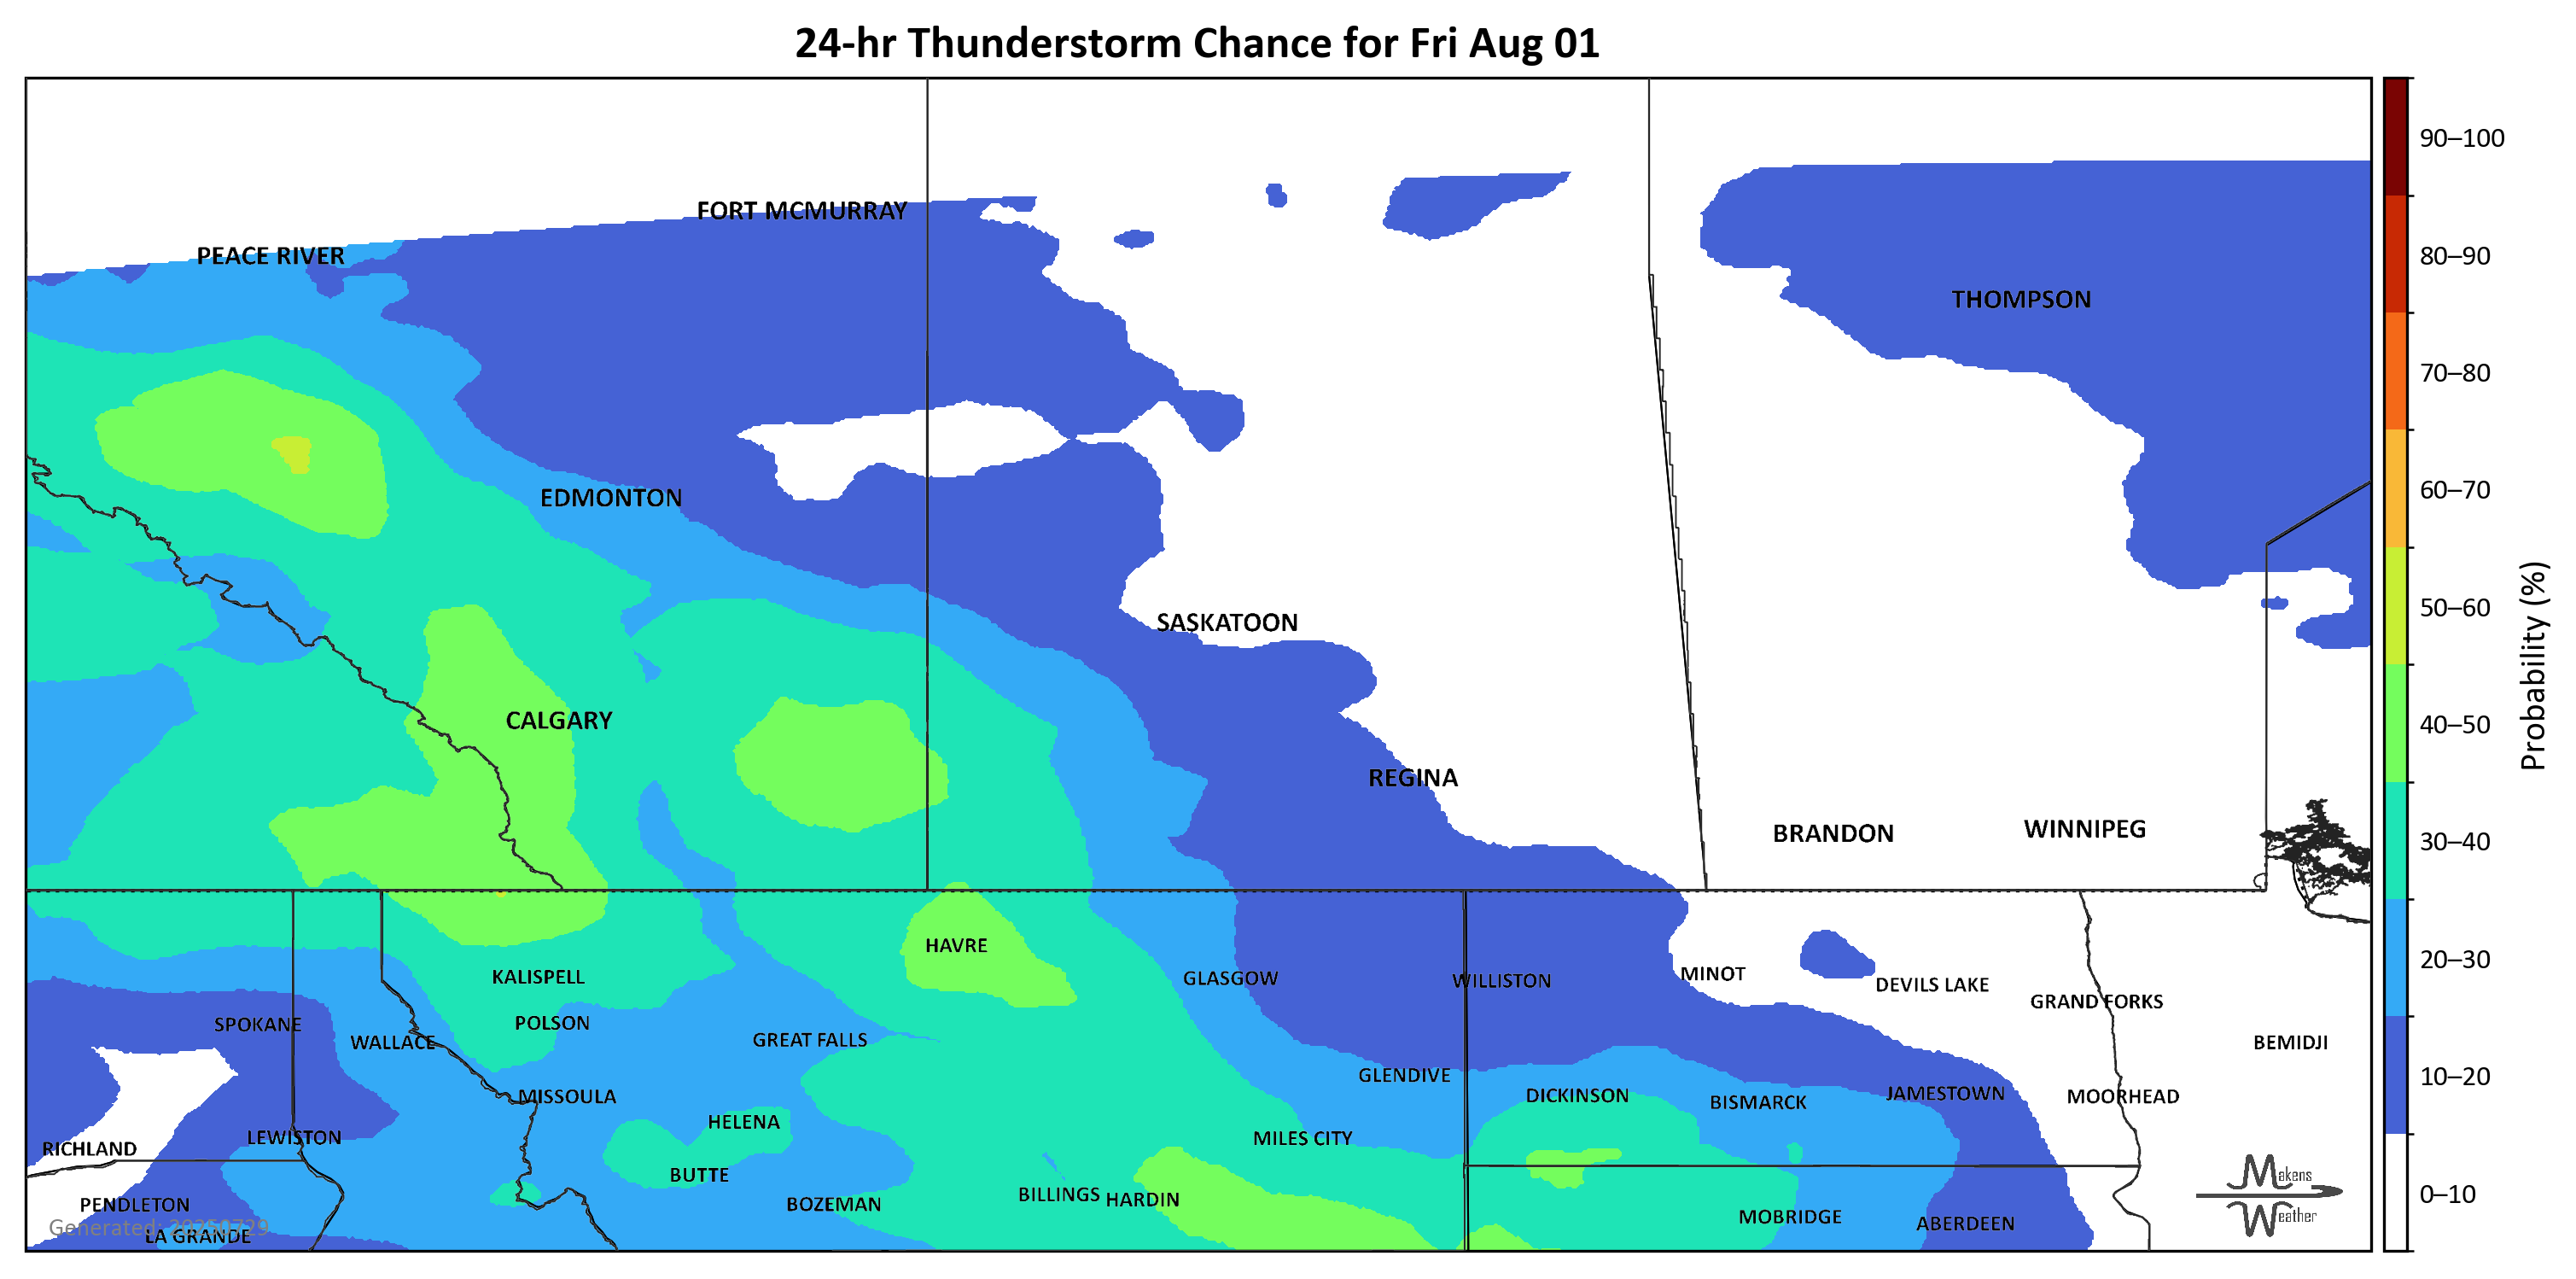 24-hr Thunderstorm Chance for Fri Aug 01
90–100
FORT MCMURRAY
PEACE RIVER
80–90
THOMPSON
70–80
EDMONTON
60–70
50–60
SASKATOON
Probability (%)
CALGARY
40–50
REGINA
BRANDON
WINNIPEG
30–40
HAVRE
KALISPELL
GLASGOW
WILLISTON
MINOT
DEVILS LAKE
20–30
GRAND FORKS
SPOKANE
POLSON
WALLACE
GREAT FALLS
BEMIDJI
GLENDIVE
10–20
MISSOULA
DICKINSON
BISMARCK
JAMESTOWN
MOORHEAD
HELENA
LEWISTON
MILES CITY
RICHLAND
BUTTE
Makens
BILLINGS
HARDIN
0–10
PENDLETON
BOZEMAN
MOBRIDGE
ABERDEEN
Weather
Generated: 20250729
LA GRANDE